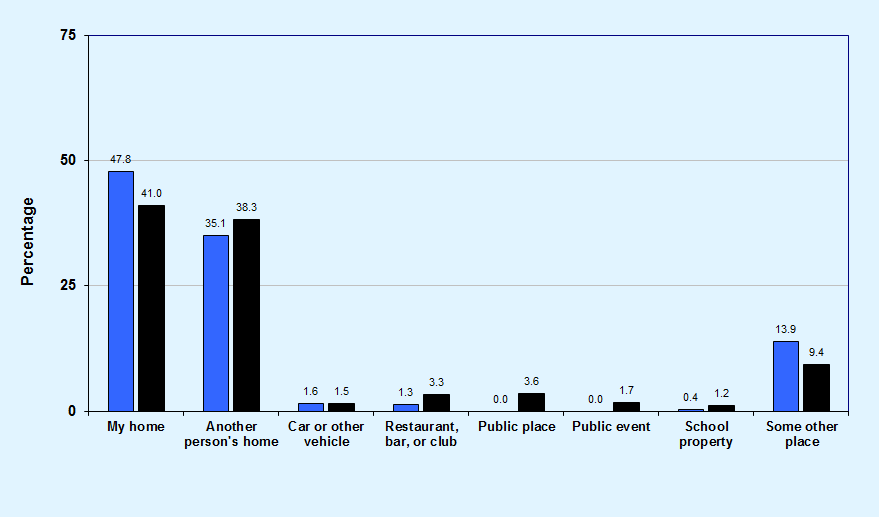 75
50
25
0
Percentage
47.8
41.0
35.1
38.3
1.6
1.5
1.3
3.3
0.0
3.6
0.0
1.7
0.4
1.2
13.9
9.4
My home
Another
person's home
Car or other
vehicle
Restaurant,
bar, or club
Public place
Public event
School
property
Some other
place